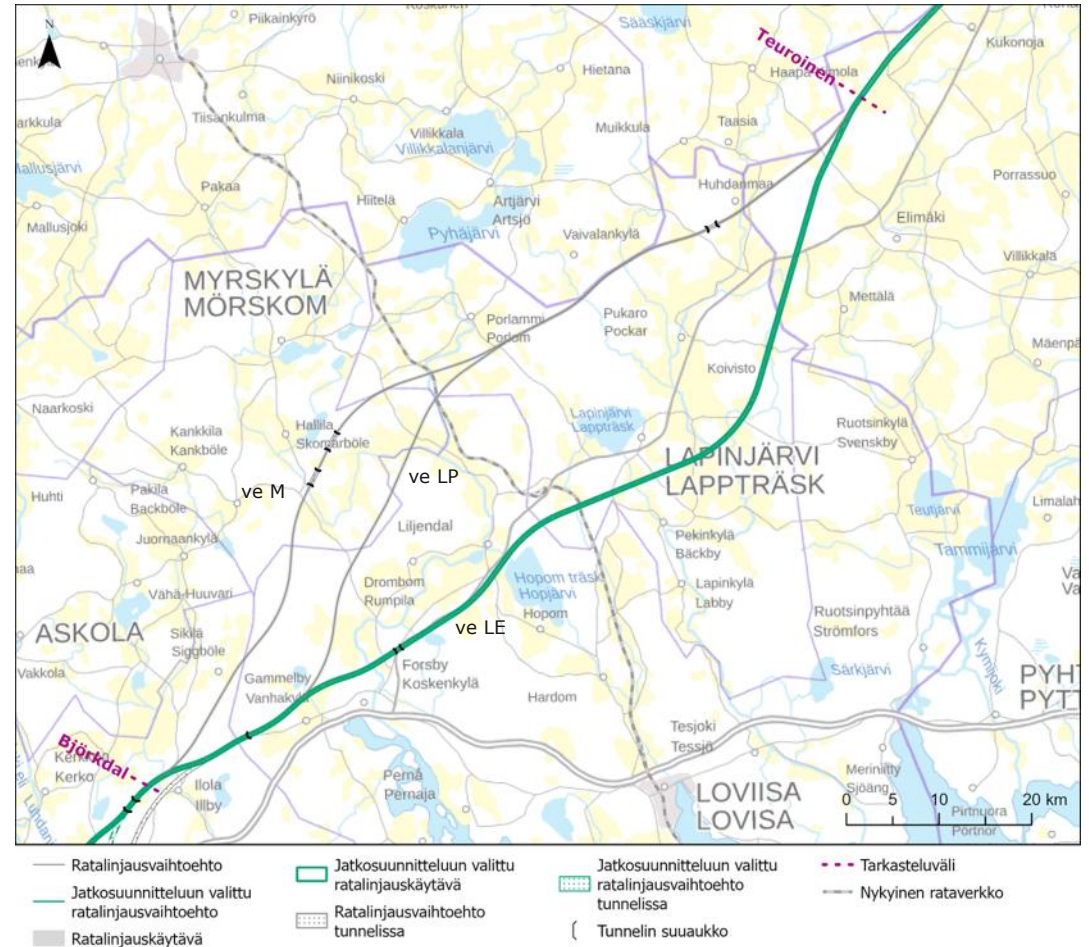 N
Piikainkyrö
Sääskjärvi
Teuroinen
Kukonoja
Hietana
Niinikoski
Tiisankulma
Muikkula
Taasia
Villikkala
Villikkalanjärvi
Pakaa
Hiitelä
Artjärvi
Artsjö
Huhdanmaa
Porrassuo
Mallusjoki
Pyhäjärvi
Vaivalankylä
Elimäki
Villikkala
MYRSKYLÄ
MÖRSKOM
Mettälä
Porlammi
Porlom
Pukaro
Pockar
Koivisto
Naarkoski
Kankkila
Kankböle
Hallila
Skomarböle
Lapinjärvi
Lappträsk
Ruotsinkylä
Svenskby
LAPINJÄRVI
LAPPTRÄSK
Huhti
Pakila
Backböle
ve M
ve LP
Liljendal
Teutjärvi
Juornaankylä
Pekinkylä
Bäckby
Tammijärvi
Vähä-Huuvari
Drombom
Rumpila
Hopom träsk
Hopjärvi
Hopom
Lapinkylä
Labby
ASKOLA
Siggböle
ve LE
Ruotsinpyhtää
Strömfors
Kymijoki
Vakkola
Gammelby
Vanhakylä
Forsby
Koskenkylä
Särkjärvi
Hardom
Tesjoki
Tessjö
Björkdal
Kerko
Ilola
Illby
Pernå
Pernaja
LOVIISA
LOVISA
Sjöäng
0 5 10 20 km
Pirtnuora
Pörtnor
Ratalinjausvaihtoehto
Jatkosuunnitteluun valittu
ratalinjausvaihtoehto
Ratalinjauskäytävä
Jatkosuunnitteluun valittu
ratalinjauskäytävä
Ratalinjausvaihtoehto
tunnelissa
Jatkosuunnitteluun valittu
ratalinjausvaihtoehto
tunnelissa
Tunnelin suuaukko
Tarkasteluväli
Nykyinen rataverkko